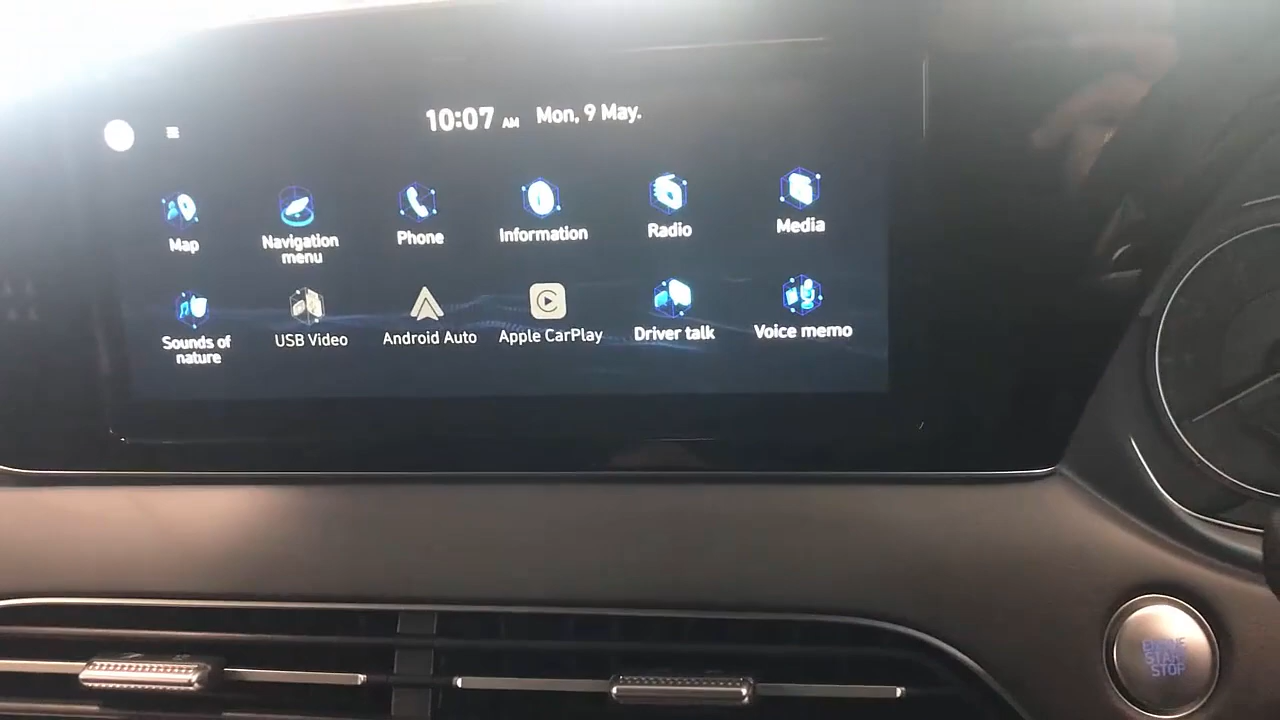 10:07 AM Mon, 9 May.
Map
Navigation
menu
Phone
Information
Radio
Media
Sounds of
nature
USB Video
Android Auto
Apple CarPlay
Driver talk
Voice memo
START
STOP